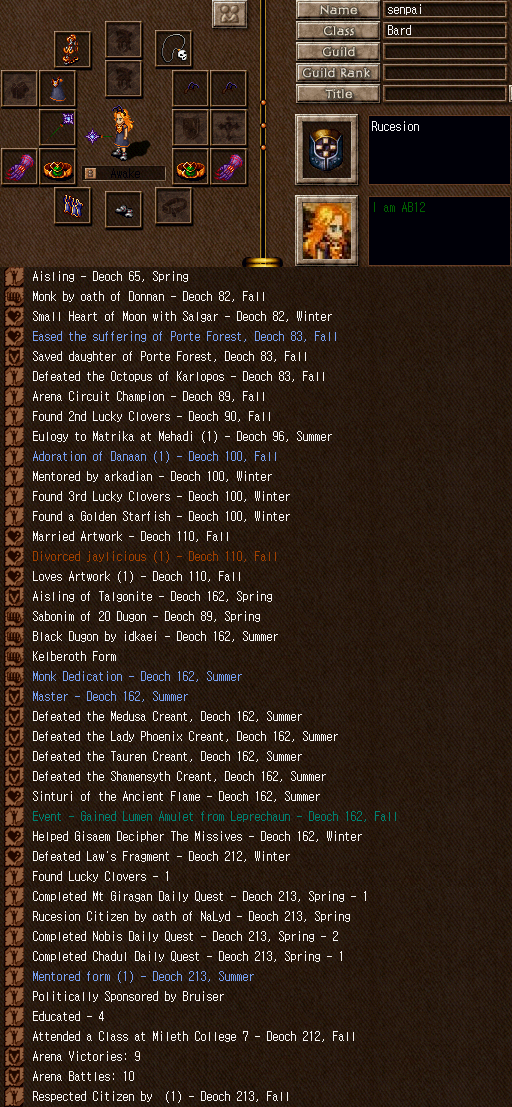 Name senpai
Class Bard
Guild
Guild Rank
Title
Rucesion
Awake
I am AB12
Aisling - Deoch 65, Spring
Monk by oath of Donnan - Deoch 82, Fall
Small Heart of Moon with Salgar - Deoch 82, Winter
Eased the suffering of Porte Forest, Deoch 83, Fall
Saved daughter of Porte Forest, Deoch 83, Fall
Defeated the Octopus of Karlopos - Deoch 83, Fall
Arena Circuit Champion - Deoch 89, Fall
Found 2nd Lucky Clovers - Deoch 90, Fall
Eulogy to Matrika at Mehadi (1) - Deoch 96, Summer
Adoration of Danaan (1) - Deoch 100, Fall
Mentored by arkadian - Deoch 100, Winter
Found 3rd Lucky Clovers - Deoch 100, Winter
Found a Golden Starfish - Deoch 100, Winter
Married Artwork - Deoch 110, Fall
Divorced jaylicious (1) - Deoch 110, Fall
Loves Artwork (1) - Deoch 110, Fall
Aisling of Talgonite - Deoch 162, Spring
Sabonim of 20 Dugon - Deoch 89, Spring
Black Dugon by idkaei - Deoch 162, Summer
Kelberoth Form
Monk Dedication - Deoch 162, Summer
Master - Deoch 162, Summer
Defeated the Medusa Creant, Deoch 162, Summer
Defeated the Lady Phoenix Creant, Deoch 162, Summer
Defeated the Tauren Creant, Deoch 162, Summer
Defeated the Shamensyth Creant, Deoch 162, Summer
Sinturi of the Ancient Flame - Deoch 162, Summer
Event - Gained Lumen Amulet from Leprechaun - Deoch 162, Fall
Helped Gisaem Decipher The Missives - Deoch 162, Winter
Defeated Law's Fragment - Deoch 212, Winter
Found Lucky Clovers - 1
Completed Mt Giragan Daily Quest - Deoch 213, Spring - 1
Rucesion Citizen by oath of NaLyd - Deoch 213, Spring
Completed Nobis Daily Quest - Deoch 213, Spring - 2
Completed Chadul Daily Quest - Deoch 213, Spring - 1
Mentored form (1) - Deoch 213, Summer
Politically Sponsored by Bruiser
Educated - 4
Attended a Class at Mileth College 7 - Deoch 212, Fall
Arena Victories: 9
Arena Battles: 10
Respected Citizen by  (1) - Deoch 213, Fall